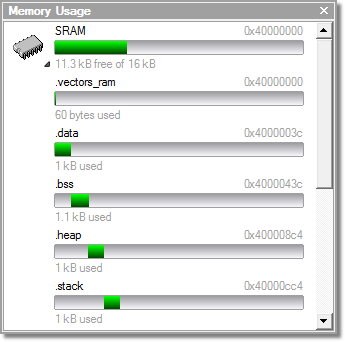 Memory Usage
SRAM 0x40000000
11.3 kB free of 16 kB
.vectors_ram 0x40000000
60 bytes used
.data 0x4000003c
1 kB used
.bss 0x4000043c
1.1 kB used
.heap 0x400008c4
1 kB used
.stack 0x40000cc4
1 kB used